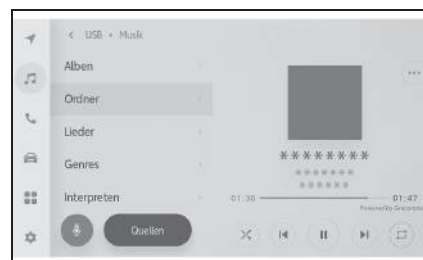 < USB • Musik
Alben
Ordner
Lieder
Genres
Interpreten
Quellen
********
*******
******
01:30
01:47
Powered by Gracenote